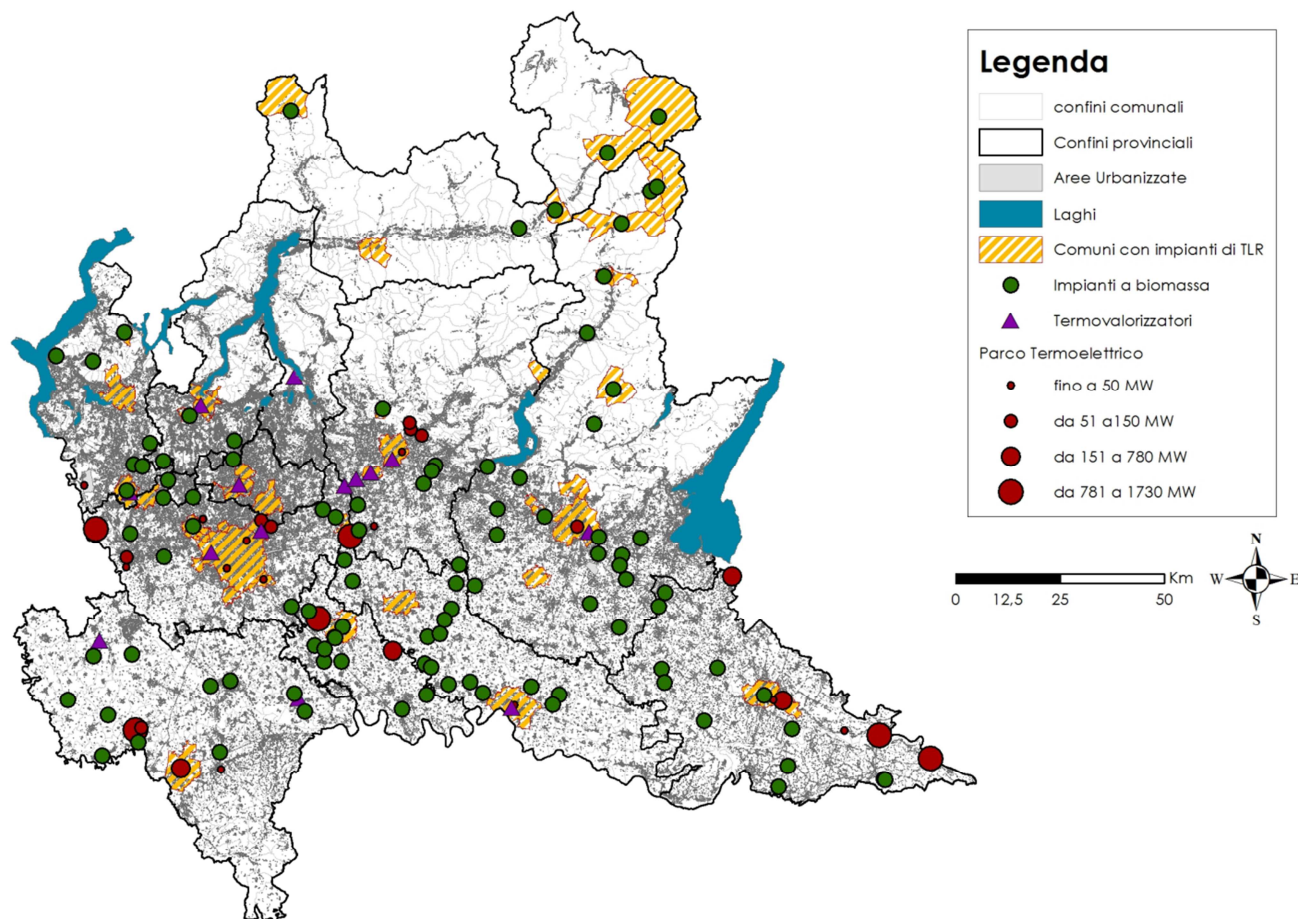 Legenda
confini comunali
Confini provinciali
Aree Urbanizzate
Laghi
Comuni con impianti di TLR
Impianti a biomassa
Termovalorizzatori
Parco Termoelettrico
fino a 50 MW
da 51 a150 MW
da 151 a 780 MW
da 781 a 1730 MW
Km
0 12,5 25 50
N
W E
S